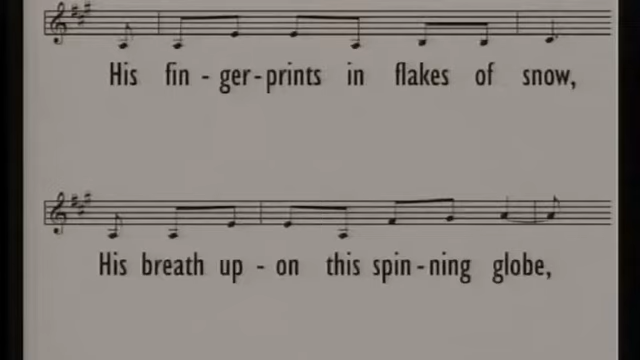 His fin - ger - prints in flakes of snow,
His breath up - on this spin - ning globe,